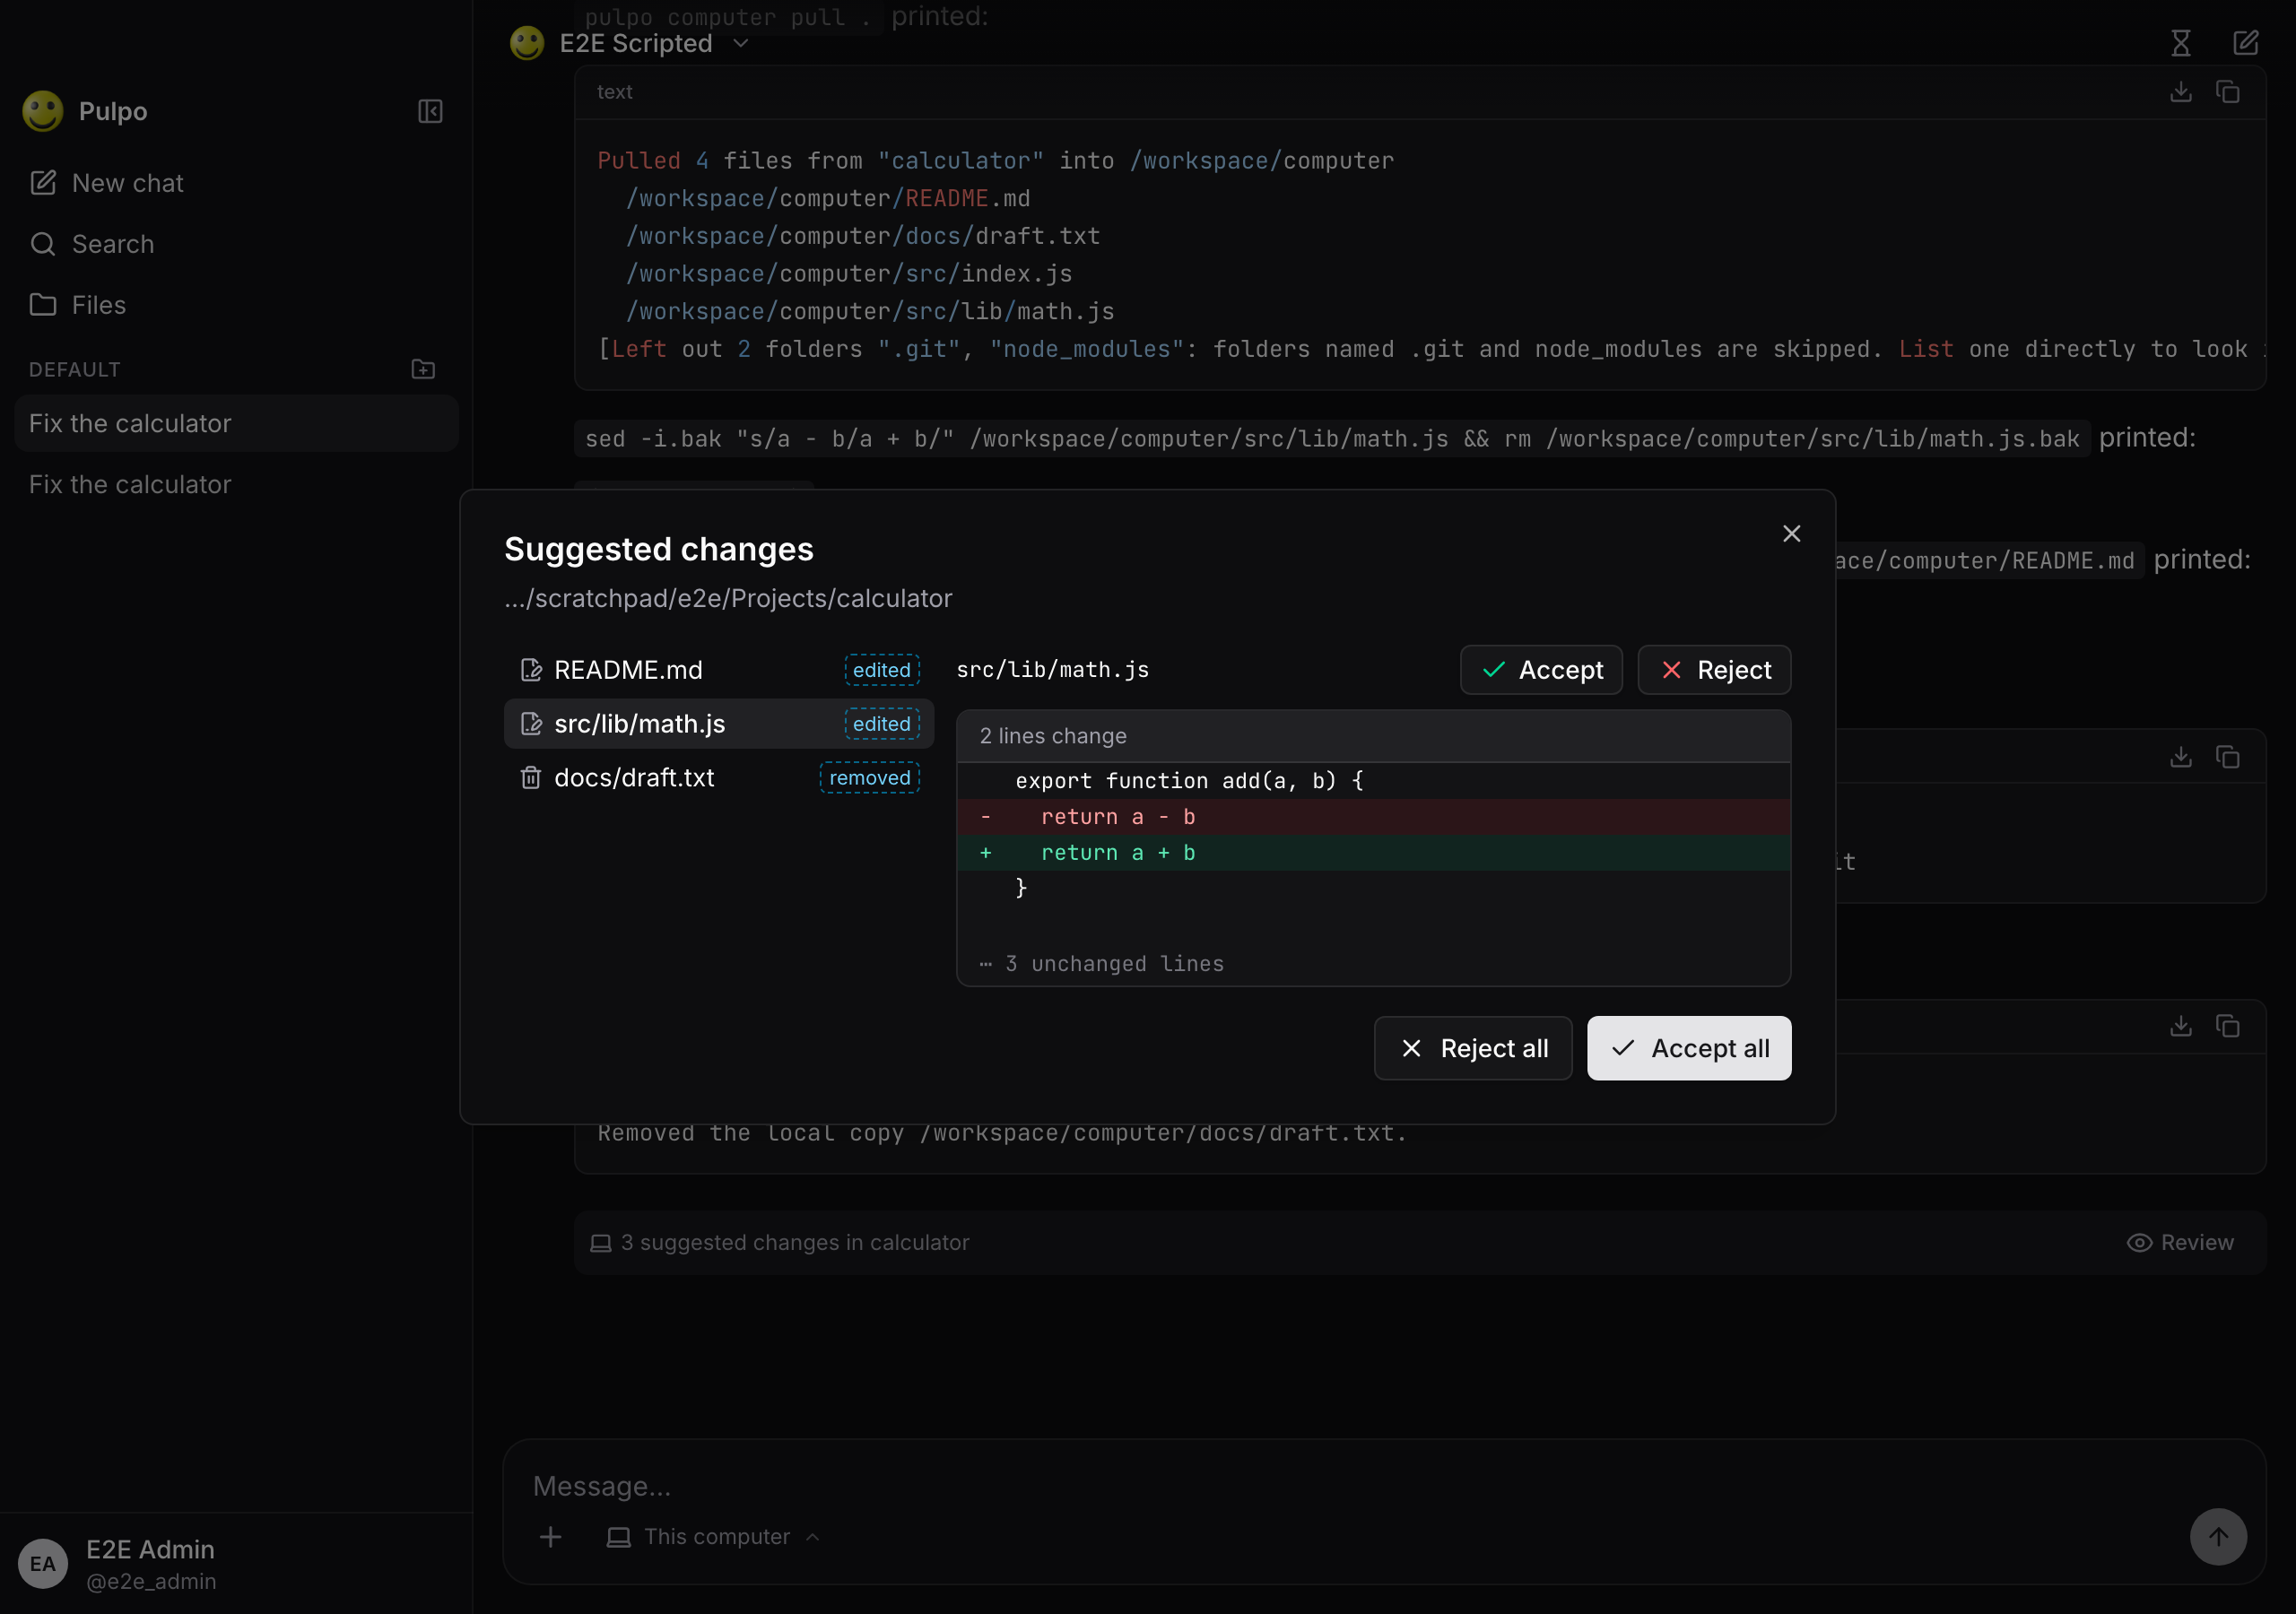 pulpo computer pull . printed:
E2E Scripted
Pulpo
New chat
Search
Files
DEFAULT
Fix the calculator
Fix the calculator
text
Pulled 4 files from "calculator" into /workspace/computer
/workspace/computer/README.md
/workspace/computer/docs/draft.txt
/workspace/computer/src/index.js
/workspace/computer/src/lib/math.js
[Left out 2 folders ".git", "node_modules": folders named .git and node_modules are skipped. List one directly to look
sed -i.bak "s/a - b/a + b/" /workspace/computer/src/lib/math.js && rm /workspace/computer/src/lib/math.js.bak printed:
ace/computer/README.md printed:
Suggested changes
.../scratchpad/e2e/Projects/calculator
README.md edited
src/lib/math.js edited
docs/draft.txt removed
src/lib/math.js
Accept
Reject
2 lines change
export function add(a, b) {
- return a - b
+ return a + b
}
⋯ 3 unchanged lines
Reject all
Accept all
it
Removed the local copy /workspace/computer/docs/draft.txt.
3 suggested changes in calculator
Review
Message...
This computer
EA
E2E Admin
@e2e_admin